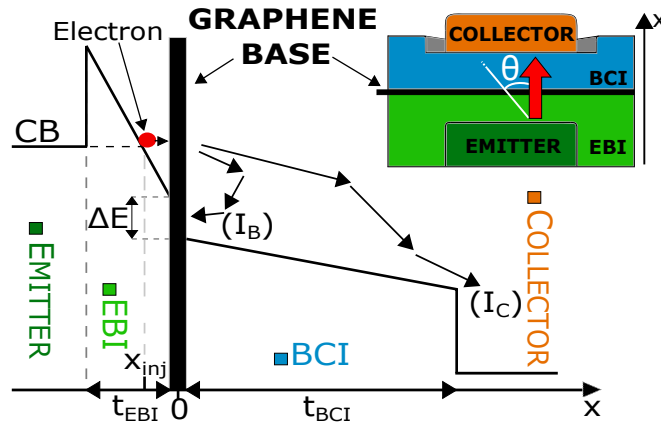 Electron
GRAPHENE
BASE
CB
ΔE
(I_B)
(I_C)
EMITTER
EBI
x_inj
BCI
COLLECTOR
t_EBI
0
t_BCI
x
COLLECTOR
θ
BCI
EMITTER
EBI
x